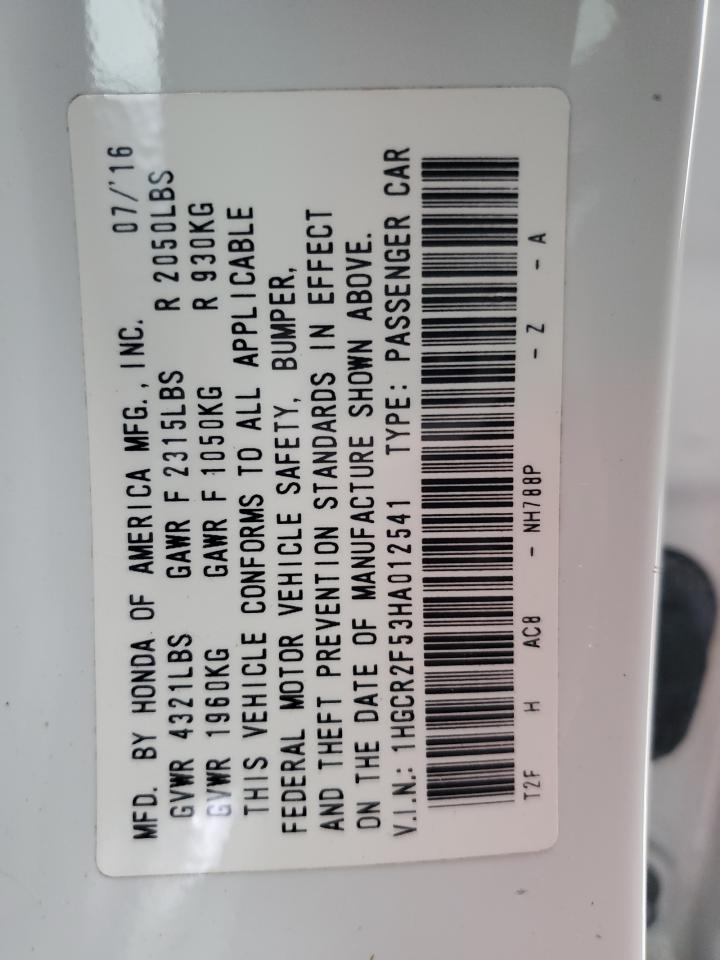 MFD. BY HONDA OF AMERICA MFG., INC. 07/'16
GVWR 4321LBS GAWR F 2315LBS R 2050LBS
GVWR 1960KG GAWR F 1050KG R 930KG
THIS VEHICLE CONFORMS TO ALL APPLICABLE
FEDERAL MOTOR VEHICLE SAFETY, BUMPER,
AND THEFT PREVENTION STANDARDS IN EFFECT
ON THE DATE OF MANUFACTURE SHOWN ABOVE.
V.I.N.: 1HGCR2F53HA012541 TYPE: PASSENGER CAR
T2F H AC8 - NH788P - Z - A